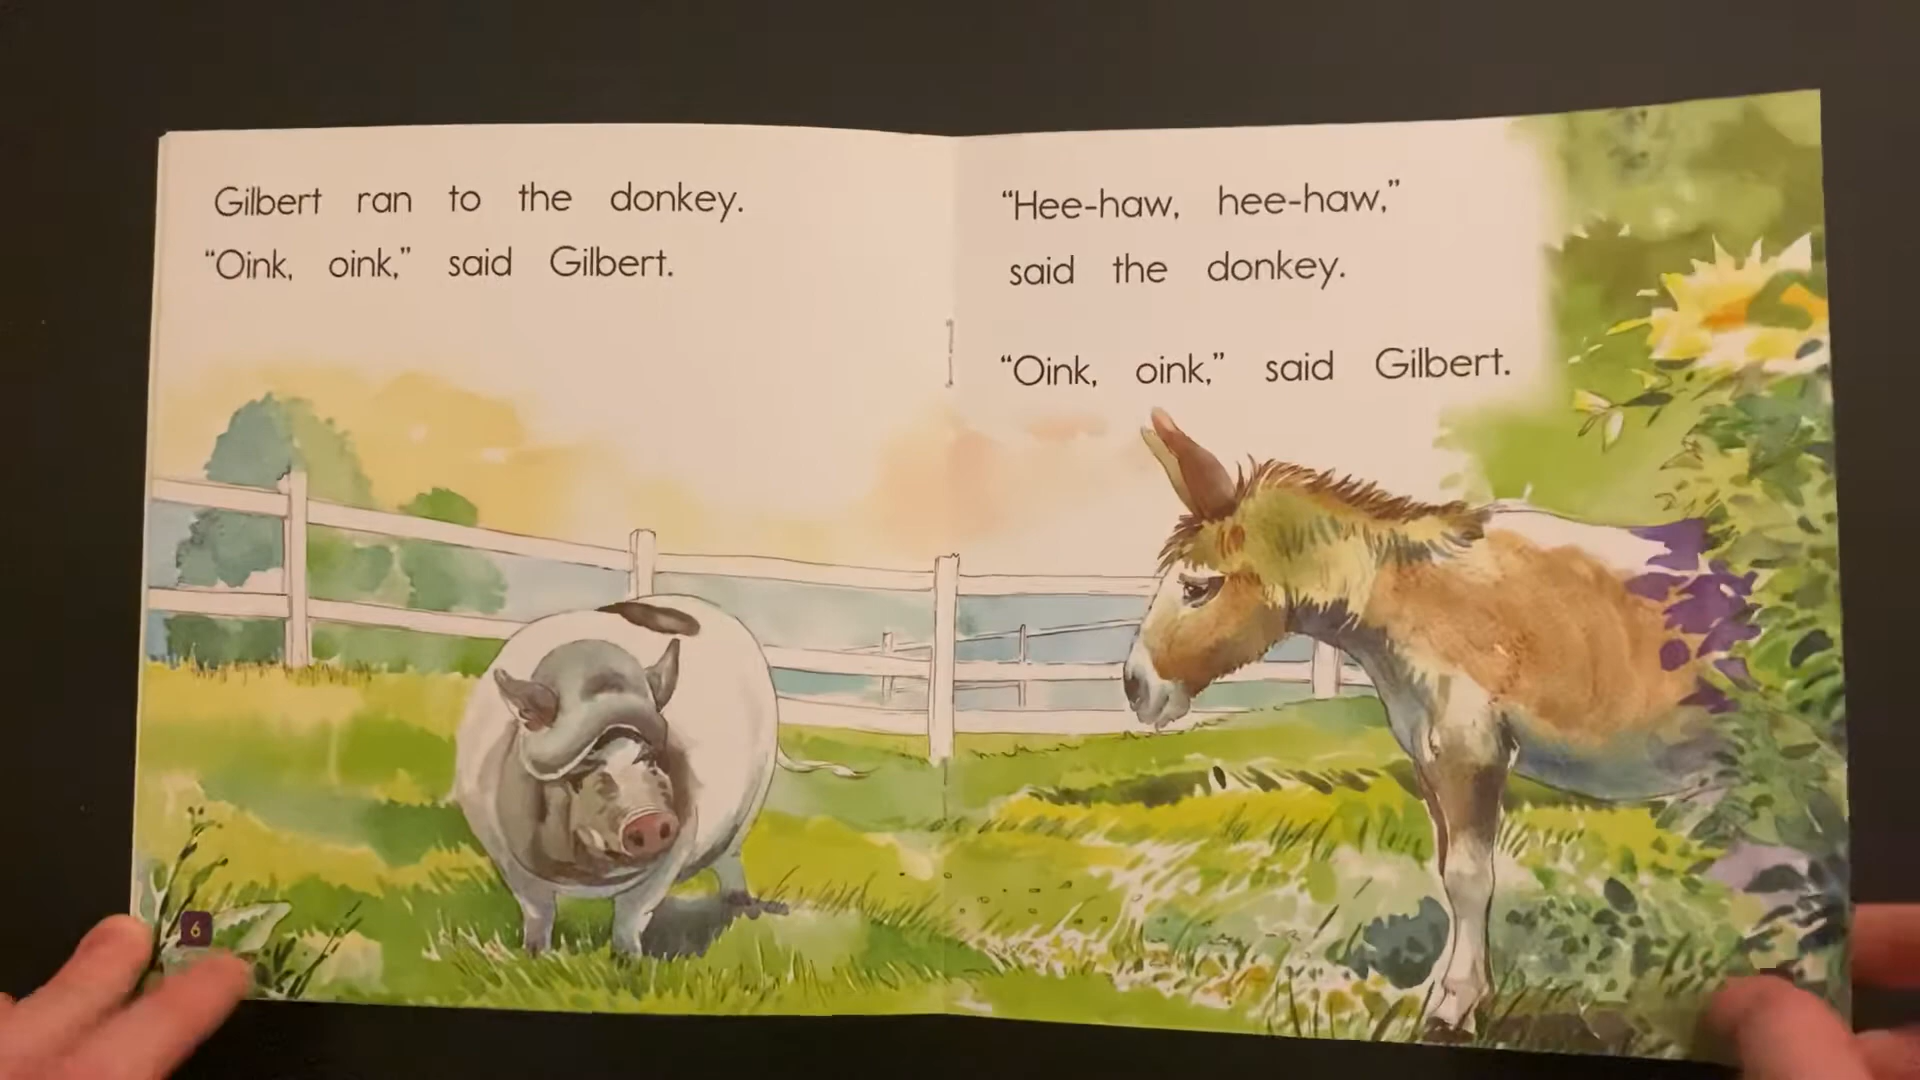 Gilbert ran to the donkey.
“Oink, oink,” said Gilbert.
6
“Hee-haw, hee-haw,”
said the donkey.
“Oink, oink,” said Gilbert.